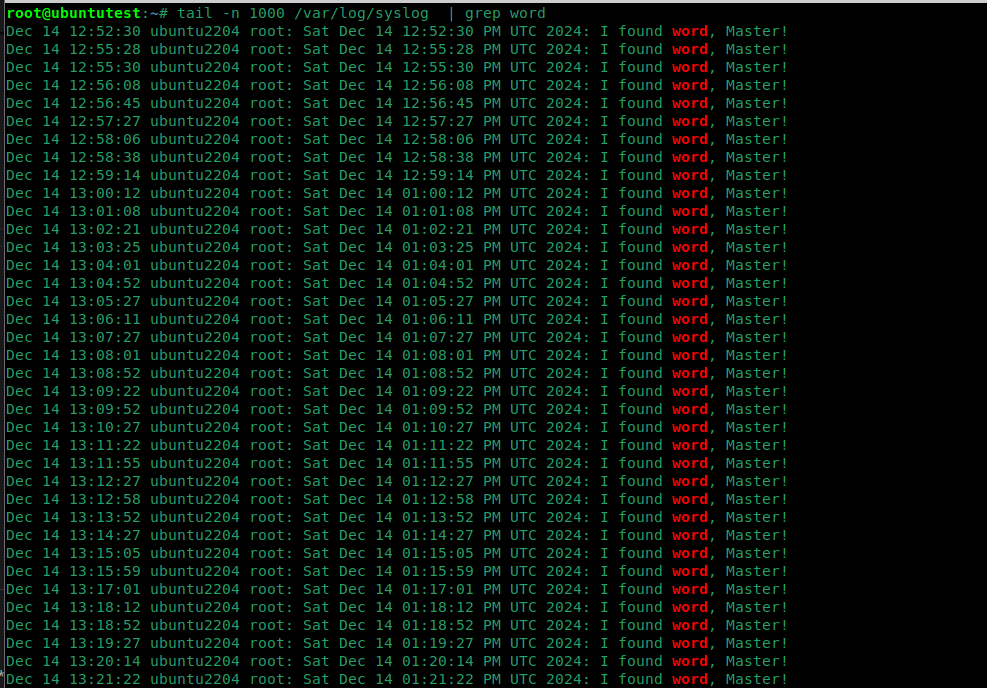 root@ubuntutest:~# tail -n 1000 /var/log/syslog  | grep word
Dec 14 12:52:30 ubuntu2204 root: Sat Dec 14 12:52:30 PM UTC 2024: I found word, Master!
Dec 14 12:55:28 ubuntu2204 root: Sat Dec 14 12:55:28 PM UTC 2024: I found word, Master!
Dec 14 12:55:30 ubuntu2204 root: Sat Dec 14 12:55:30 PM UTC 2024: I found word, Master!
Dec 14 12:56:08 ubuntu2204 root: Sat Dec 14 12:56:08 PM UTC 2024: I found word, Master!
Dec 14 12:56:45 ubuntu2204 root: Sat Dec 14 12:56:45 PM UTC 2024: I found word, Master!
Dec 14 12:57:27 ubuntu2204 root: Sat Dec 14 12:57:27 PM UTC 2024: I found word, Master!
Dec 14 12:58:06 ubuntu2204 root: Sat Dec 14 12:58:06 PM UTC 2024: I found word, Master!
Dec 14 12:58:38 ubuntu2204 root: Sat Dec 14 12:58:38 PM UTC 2024: I found word, Master!
Dec 14 12:59:14 ubuntu2204 root: Sat Dec 14 12:59:14 PM UTC 2024: I found word, Master!
Dec 14 13:00:12 ubuntu2204 root: Sat Dec 14 01:00:12 PM UTC 2024: I found word, Master!
Dec 14 13:01:08 ubuntu2204 root: Sat Dec 14 01:01:08 PM UTC 2024: I found word, Master!
Dec 14 13:02:21 ubuntu2204 root: Sat Dec 14 01:02:21 PM UTC 2024: I found word, Master!
Dec 14 13:03:25 ubuntu2204 root: Sat Dec 14 01:03:25 PM UTC 2024: I found word, Master!
Dec 14 13:04:01 ubuntu2204 root: Sat Dec 14 01:04:01 PM UTC 2024: I found word, Master!
Dec 14 13:04:52 ubuntu2204 root: Sat Dec 14 01:04:52 PM UTC 2024: I found word, Master!
Dec 14 13:05:27 ubuntu2204 root: Sat Dec 14 01:05:27 PM UTC 2024: I found word, Master!
Dec 14 13:06:11 ubuntu2204 root: Sat Dec 14 01:06:11 PM UTC 2024: I found word, Master!
Dec 14 13:07:27 ubuntu2204 root: Sat Dec 14 01:07:27 PM UTC 2024: I found word, Master!
Dec 14 13:08:01 ubuntu2204 root: Sat Dec 14 01:08:01 PM UTC 2024: I found word, Master!
Dec 14 13:08:52 ubuntu2204 root: Sat Dec 14 01:08:52 PM UTC 2024: I found word, Master!
Dec 14 13:09:22 ubuntu2204 root: Sat Dec 14 01:09:22 PM UTC 2024: I found word, Master!
Dec 14 13:09:52 ubuntu2204 root: Sat Dec 14 01:09:52 PM UTC 2024: I found word, Master!
Dec 14 13:10:27 ubuntu2204 root: Sat Dec 14 01:10:27 PM UTC 2024: I found word, Master!
Dec 14 13:11:22 ubuntu2204 root: Sat Dec 14 01:11:22 PM UTC 2024: I found word, Master!
Dec 14 13:11:55 ubuntu2204 root: Sat Dec 14 01:11:55 PM UTC 2024: I found word, Master!
Dec 14 13:12:27 ubuntu2204 root: Sat Dec 14 01:12:27 PM UTC 2024: I found word, Master!
Dec 14 13:12:58 ubuntu2204 root: Sat Dec 14 01:12:58 PM UTC 2024: I found word, Master!
Dec 14 13:13:52 ubuntu2204 root: Sat Dec 14 01:13:52 PM UTC 2024: I found word, Master!
Dec 14 13:14:27 ubuntu2204 root: Sat Dec 14 01:14:27 PM UTC 2024: I found word, Master!
Dec 14 13:15:05 ubuntu2204 root: Sat Dec 14 01:15:05 PM UTC 2024: I found word, Master!
Dec 14 13:15:59 ubuntu2204 root: Sat Dec 14 01:15:59 PM UTC 2024: I found word, Master!
Dec 14 13:17:01 ubuntu2204 root: Sat Dec 14 01:17:01 PM UTC 2024: I found word, Master!
Dec 14 13:18:12 ubuntu2204 root: Sat Dec 14 01:18:12 PM UTC 2024: I found word, Master!
Dec 14 13:18:52 ubuntu2204 root: Sat Dec 14 01:18:52 PM UTC 2024: I found word, Master!
Dec 14 13:19:27 ubuntu2204 root: Sat Dec 14 01:19:27 PM UTC 2024: I found word, Master!
Dec 14 13:20:14 ubuntu2204 root: Sat Dec 14 01:20:14 PM UTC 2024: I found word, Master!
Dec 14 13:21:22 ubuntu2204 root: Sat Dec 14 01:21:22 PM UTC 2024: I found word, Master!